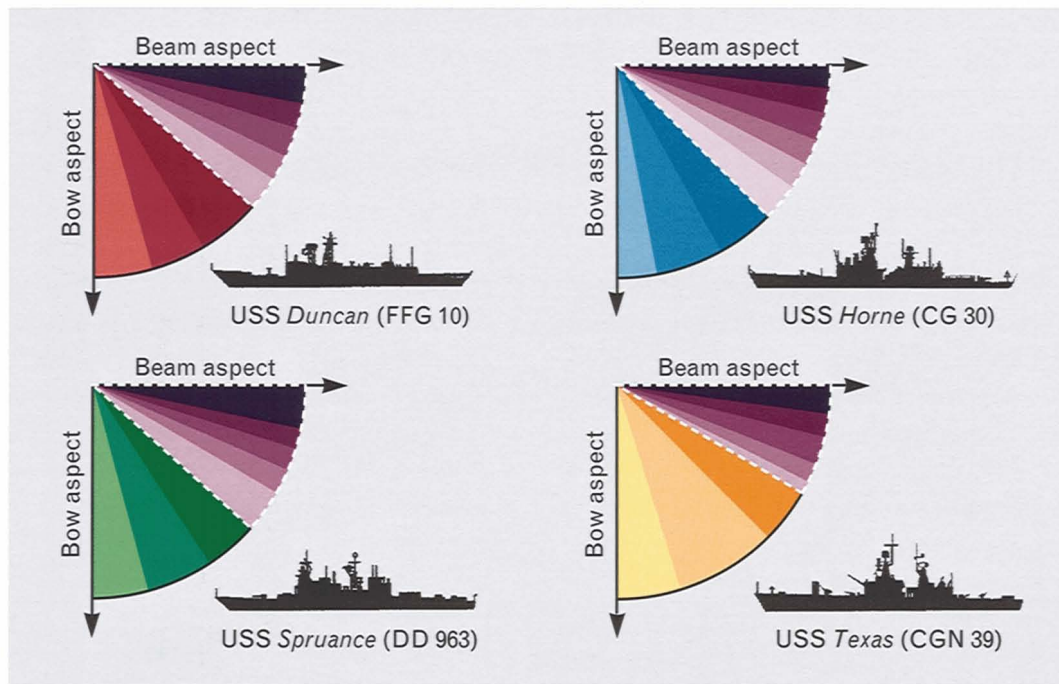 Beam aspect
Bow aspect
USS Duncan (FFG 10)
Beam aspect
Bow aspect
USS Horne (CG 30)
Beam aspect
Bow aspect
USS Spruance (DD 963)
Beam aspect
Bow aspect
USS Texas (CGN 39)